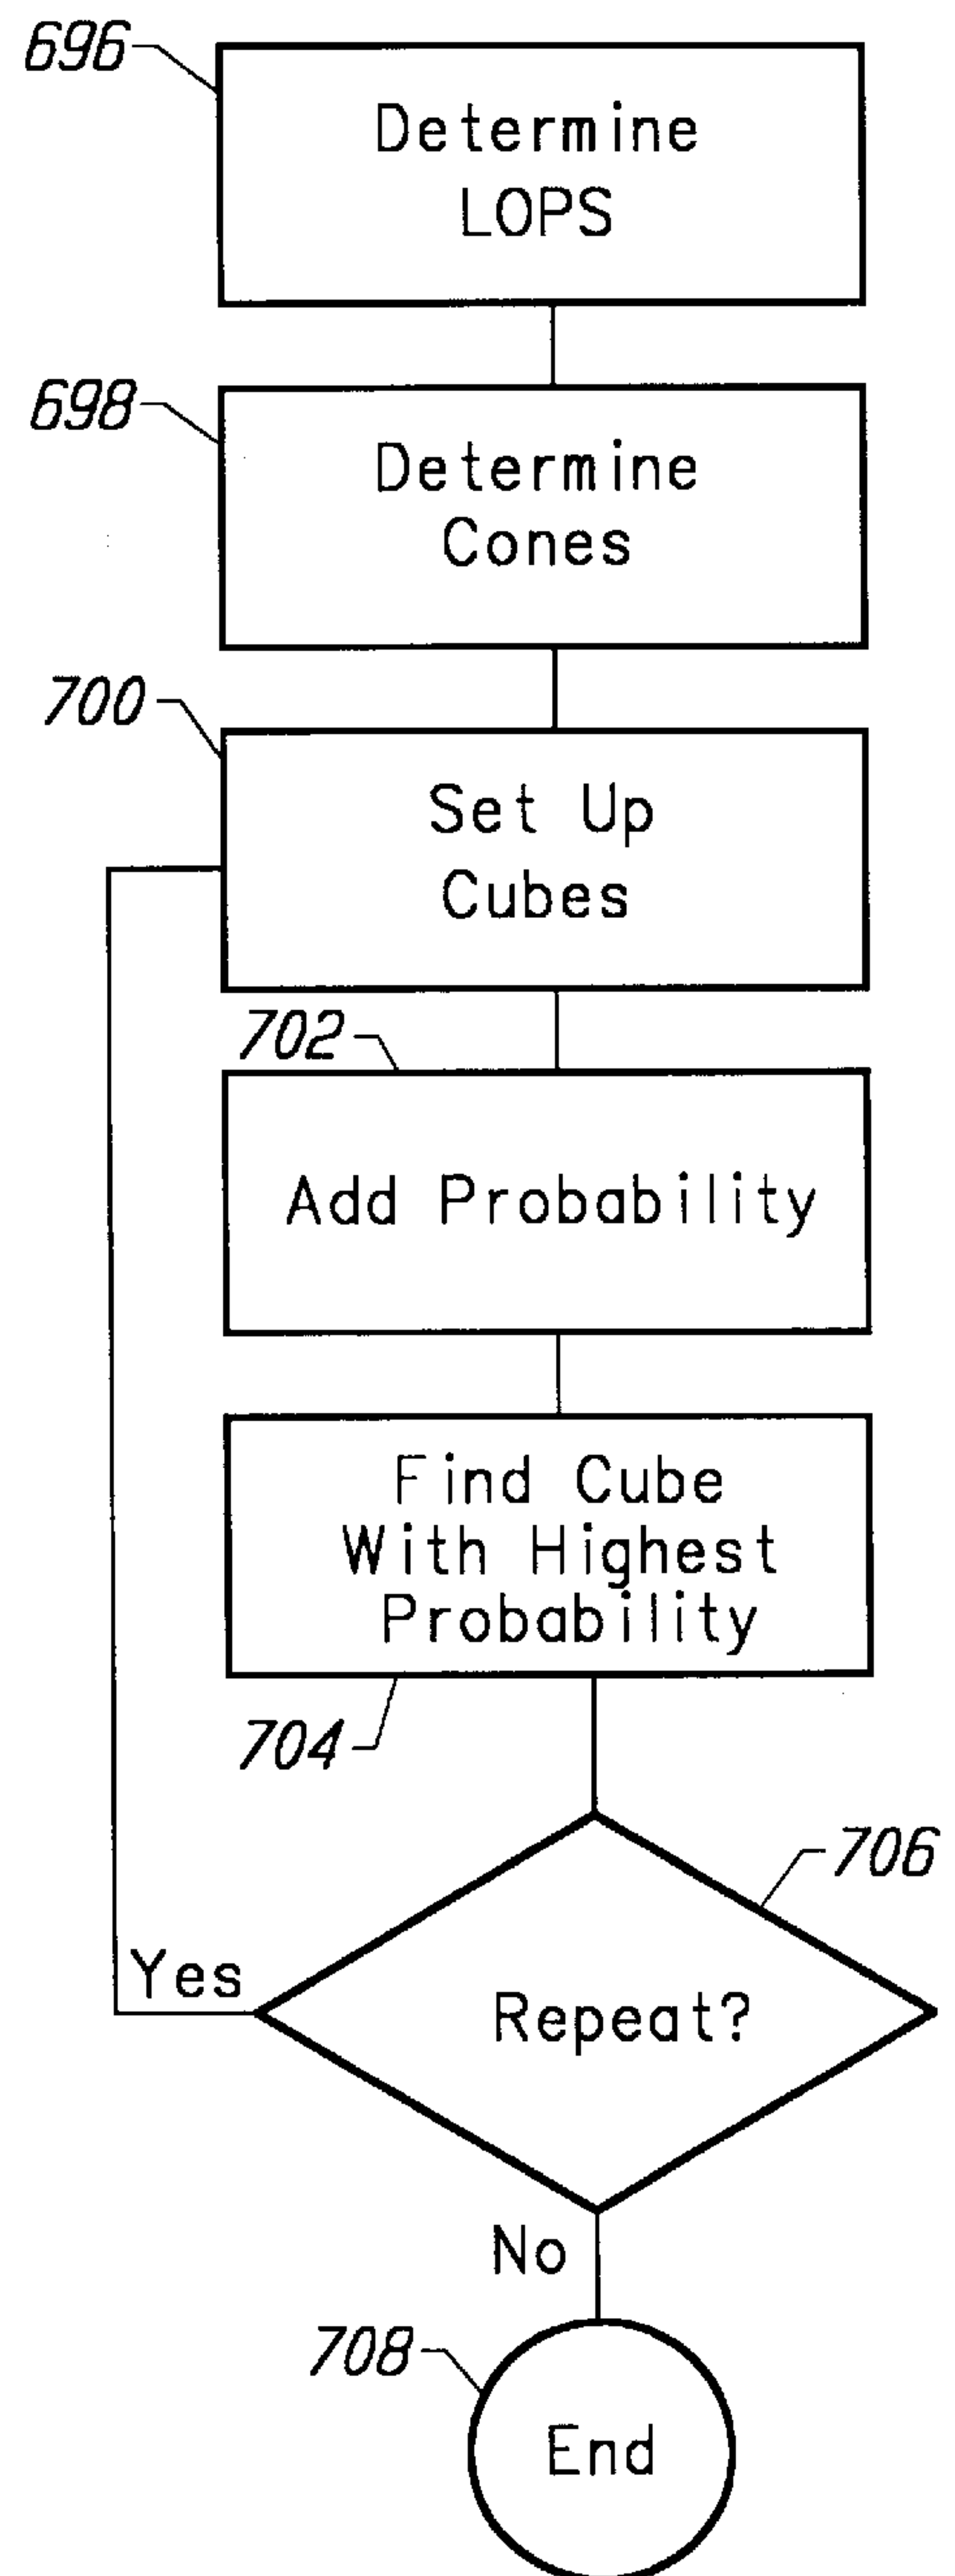 696
Determine
LOPS
698
Determine
Cones
700
Set Up
Cubes
702
Add Probability
Find Cube
With Highest
Probability
704
706
Repeat?
Yes
No
708
End